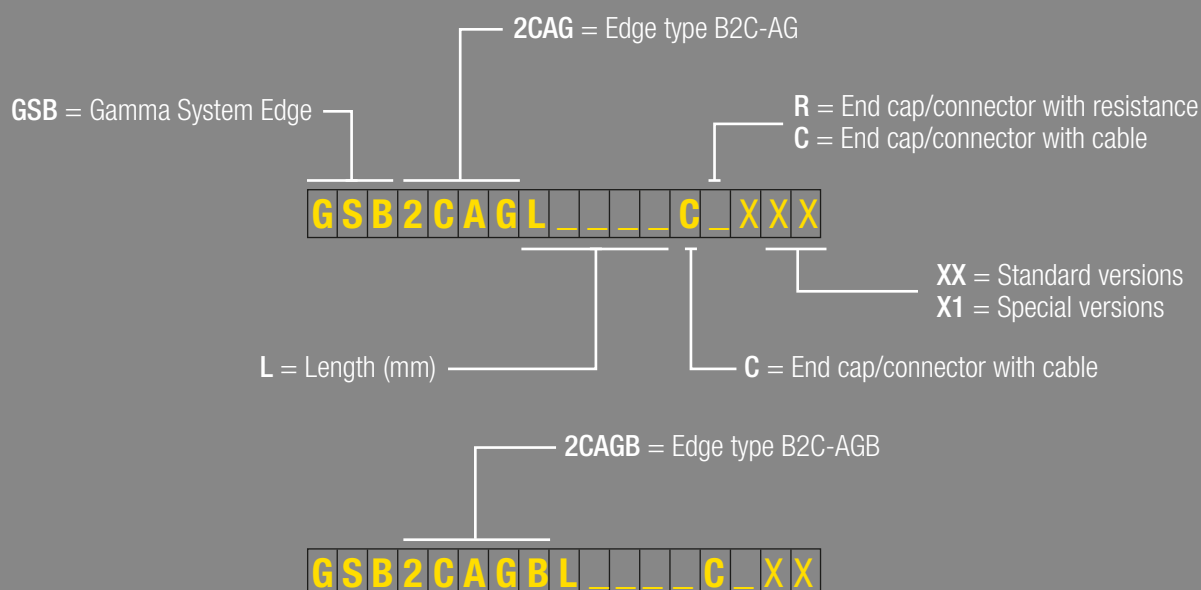 2CAG = Edge type B2C-AG
GSB = Gamma System Edge
R = End cap/connector with resistance
C = End cap/connector with cable
GSB2CAGL____C_XXX
XX = Standard versions
X1 = Special versions
L = Length (mm)
C = End cap/connector with cable
2CAGB = Edge type B2C-AGB
GSB2CAGBL____C_XX